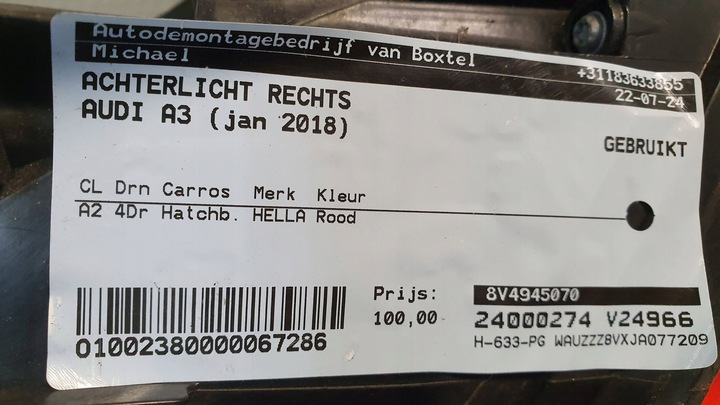 Autodemontagebedrijf van Boxtel
Michael +31183633855
22-07-24
ACHTERLICHT RECHTS
AUDI A3 (jan 2018)
GEBRUIKT
CL Drn Carros Merk Kleur
A2 4Dr Hatchb. HELLA Rood
Prijs: 8V4945070
100,00 24000274 V24966
01002380000067286 H-633-PG WAUZZZ8VXJA077209